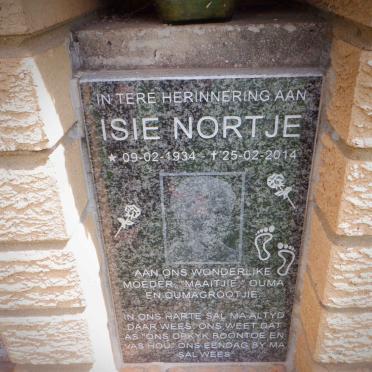 IN TERE HERINNERING AAN
ISIE NORTJE
★ 09-02-1934 - † 25-02-2014
AAN ONS WONDERLIKE
MOEDER, "MAAITJIE", OUMA
EN OUMAGROOTJIE.
IN ONS HARTE SAL MA ALTYD
DAAR WEES" ONS WEET DAT
AS "ONS OPKYK BOONTOE EN
VAS HOU" ONS EENDAG BY MA
SAL WEES"